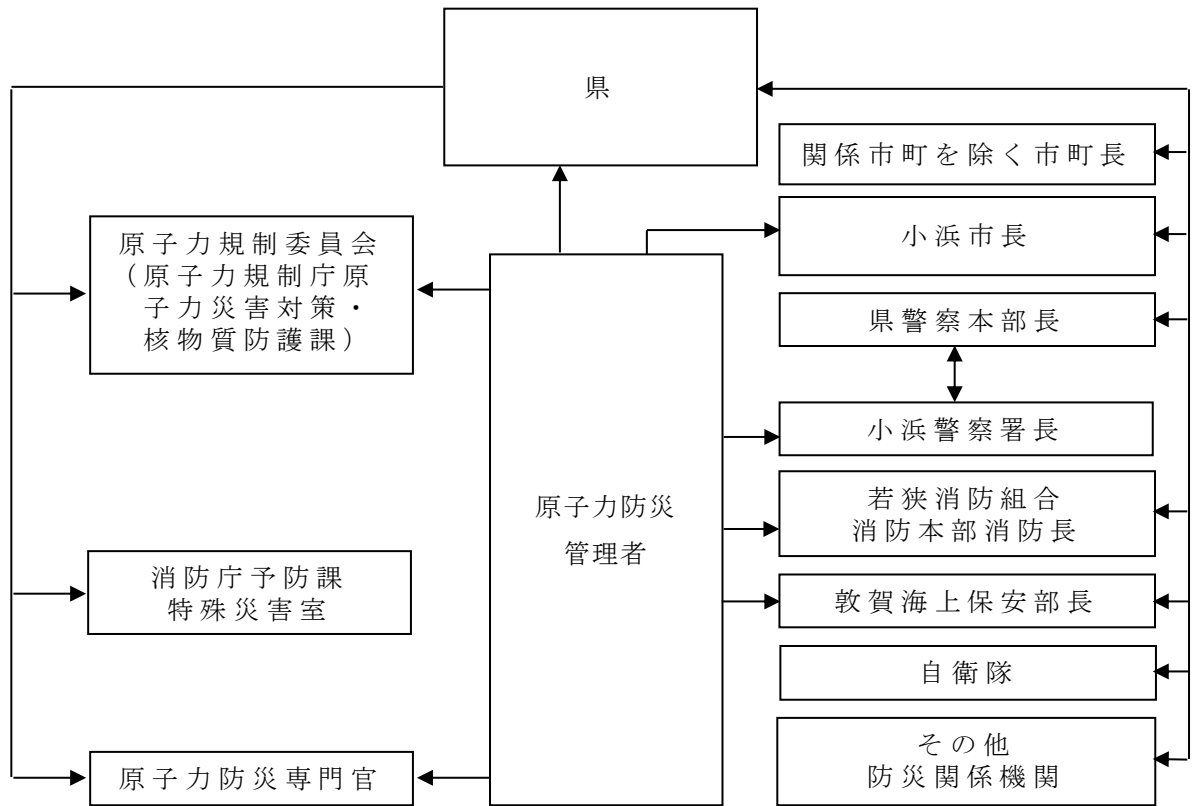 県
関係市町を除く市町長
小浜市長
県警察本部長
小浜警察署長
若狭消防組合
消防本部消防長
敦賀海上保安部長
自衛隊
その他
防災関係機関
原子力防災
管理者
原子力規制委員会
(原子力規制庁原
子力災害対策・
核物質防護課)
消防庁予防課
特殊災害室
原子力防災専門官